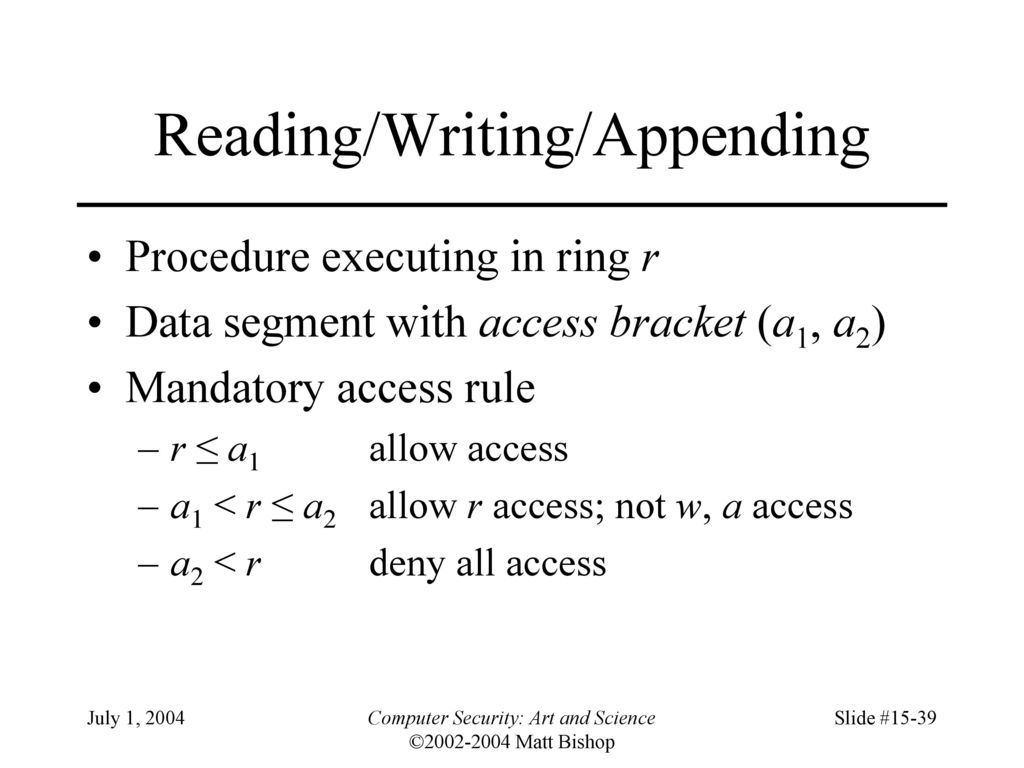 Reading/Writing/Appending
• Procedure executing in ring r
• Data segment with access bracket (a₁, a₂)
• Mandatory access rule
– r ≤ a₁ allow access
– a₁ < r ≤ a₂ allow r access; not w, a access
– a₂ < r deny all access
July 1, 2004 Computer Security: Art and Science Slide #15-39
©2002-2004 Matt Bishop